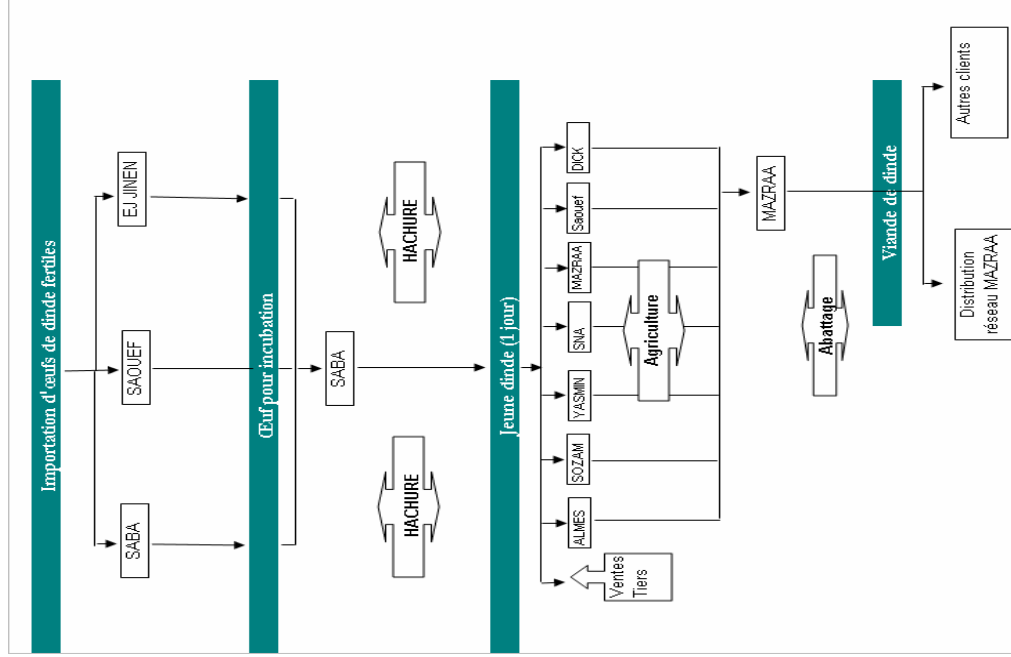 Importation d'œufs de dinde fertiles
SABA
SAOUEF
EJ JINEN
Œuf pour incubation
SABA
HACHURE
HACHURE
Jeune dinde (1 jour)
Ventes
Tiers
ALMES
SOZAM
YASMIN
SNA
MAZRAA
Saouef
DICK
Agriculture
MAZRAA
Abattage
Viande de dinde
Distribution
réseau MAZRAA
Autres clients